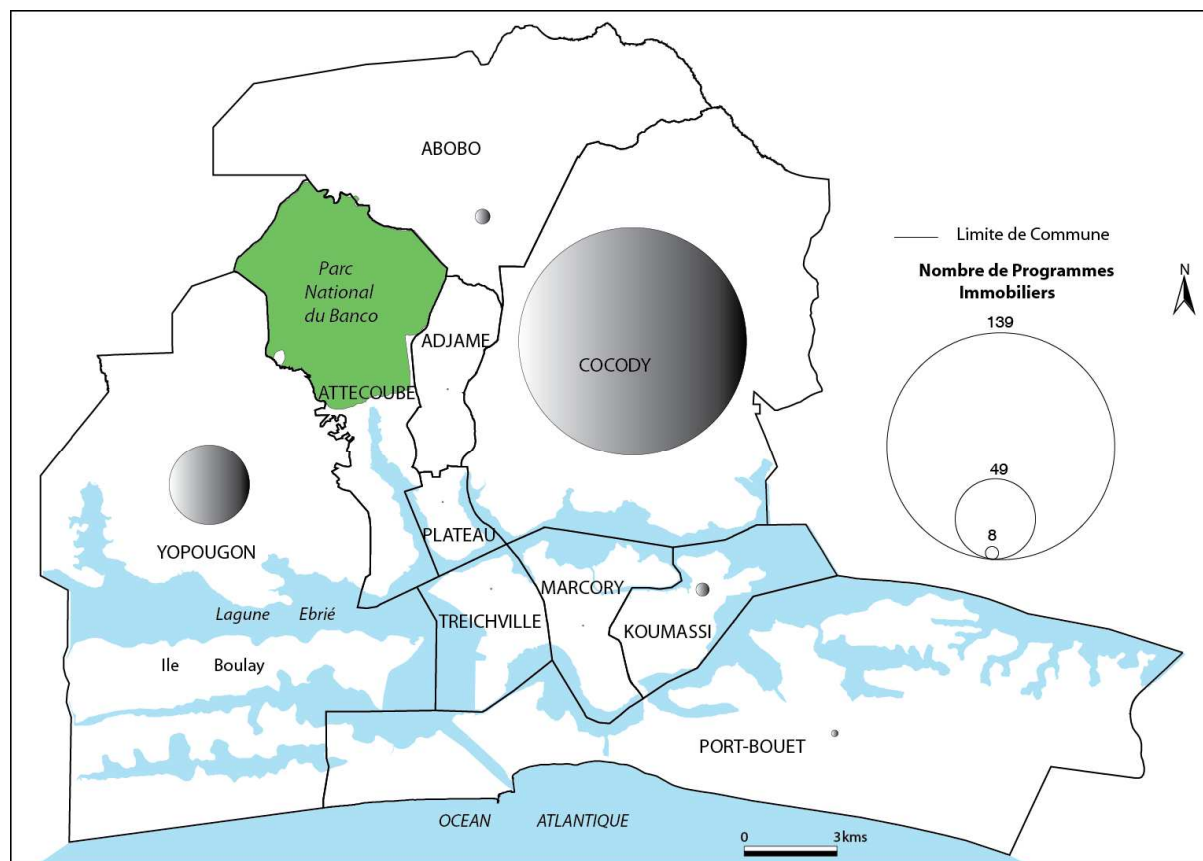 ABOBO
Parc
National
du Banco
ADJAME
COCODY
ATTECOUBE
YOPOUGON
PLATEAU
MARCORY
TREICHVILLE
KOUMASSI
Lagune Ebrié
Ile Boulay
PORT-BOUET
OCEAN ATLANTIQUE
0 3kms
Limite de Commune
Nombre de Programmes
Immobiliers
N
139
49
8